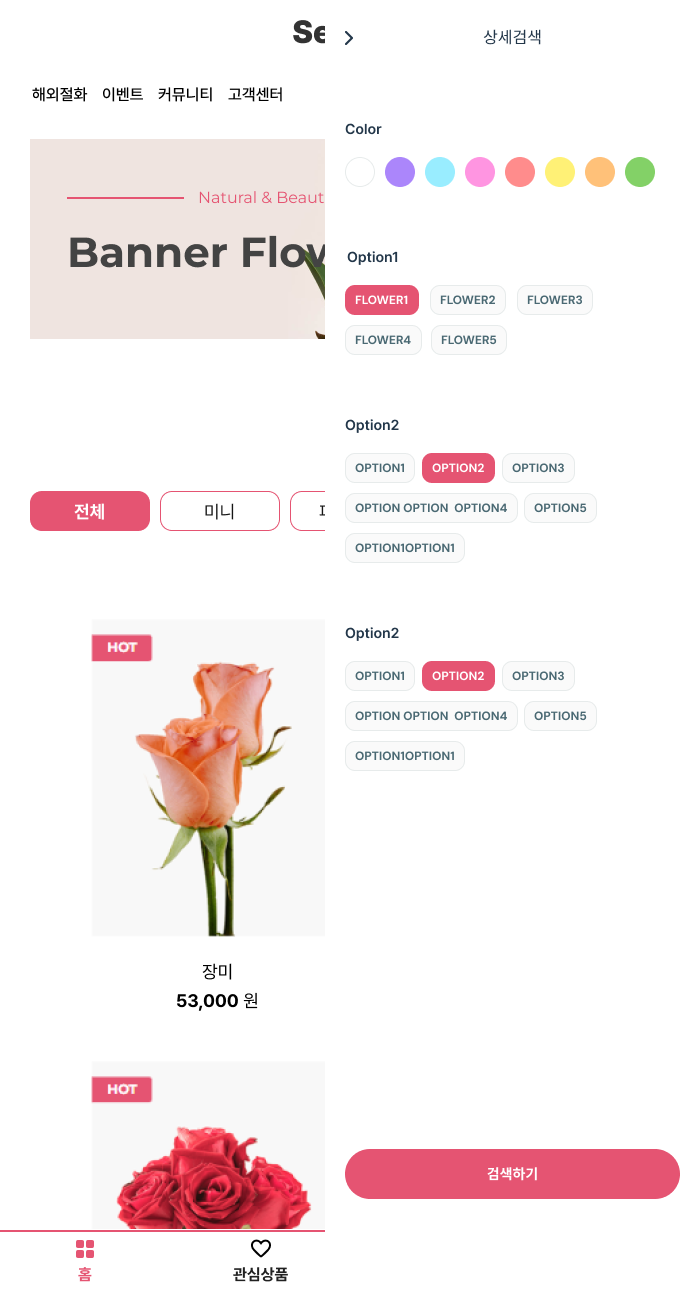 Se
해외절화 이벤트 커뮤니티 고객센터
Natural & Beaut
Banner Flow
전체
미니
HOT
장미
53,000 원
HOT
홈
관심상품
상세검색
Color
Option1
FLOWER1 FLOWER2 FLOWER3
FLOWER4 FLOWER5
Option2
OPTION1 OPTION2 OPTION3
OPTION OPTION OPTION4 OPTION5
OPTION1OPTION1
Option2
OPTION1 OPTION2 OPTION3
OPTION OPTION OPTION4 OPTION5
OPTION1OPTION1
검색하기